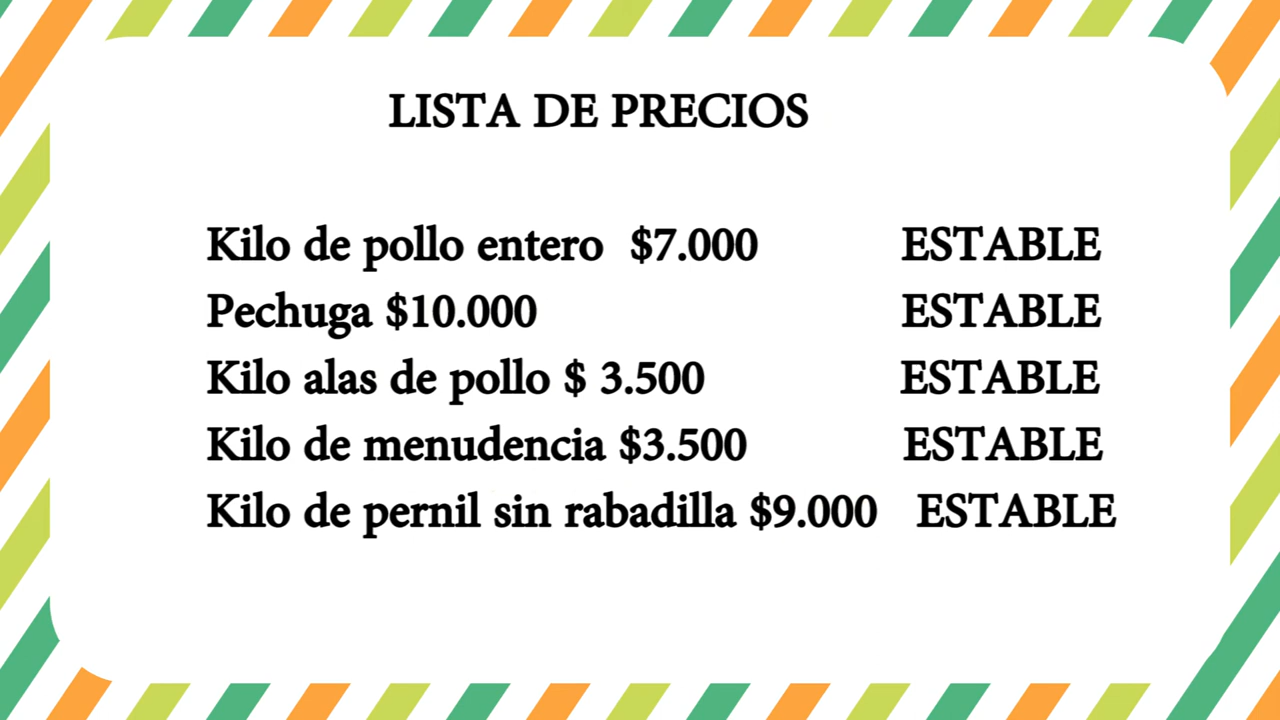 LISTA DE PRECIOS
Kilo de pollo entero $7.000 ESTABLE
Pechuga $10.000 ESTABLE
Kilo alas de pollo $ 3.500 ESTABLE
Kilo de menudencia $3.500 ESTABLE
Kilo de pernil sin rabadilla $9.000 ESTABLE